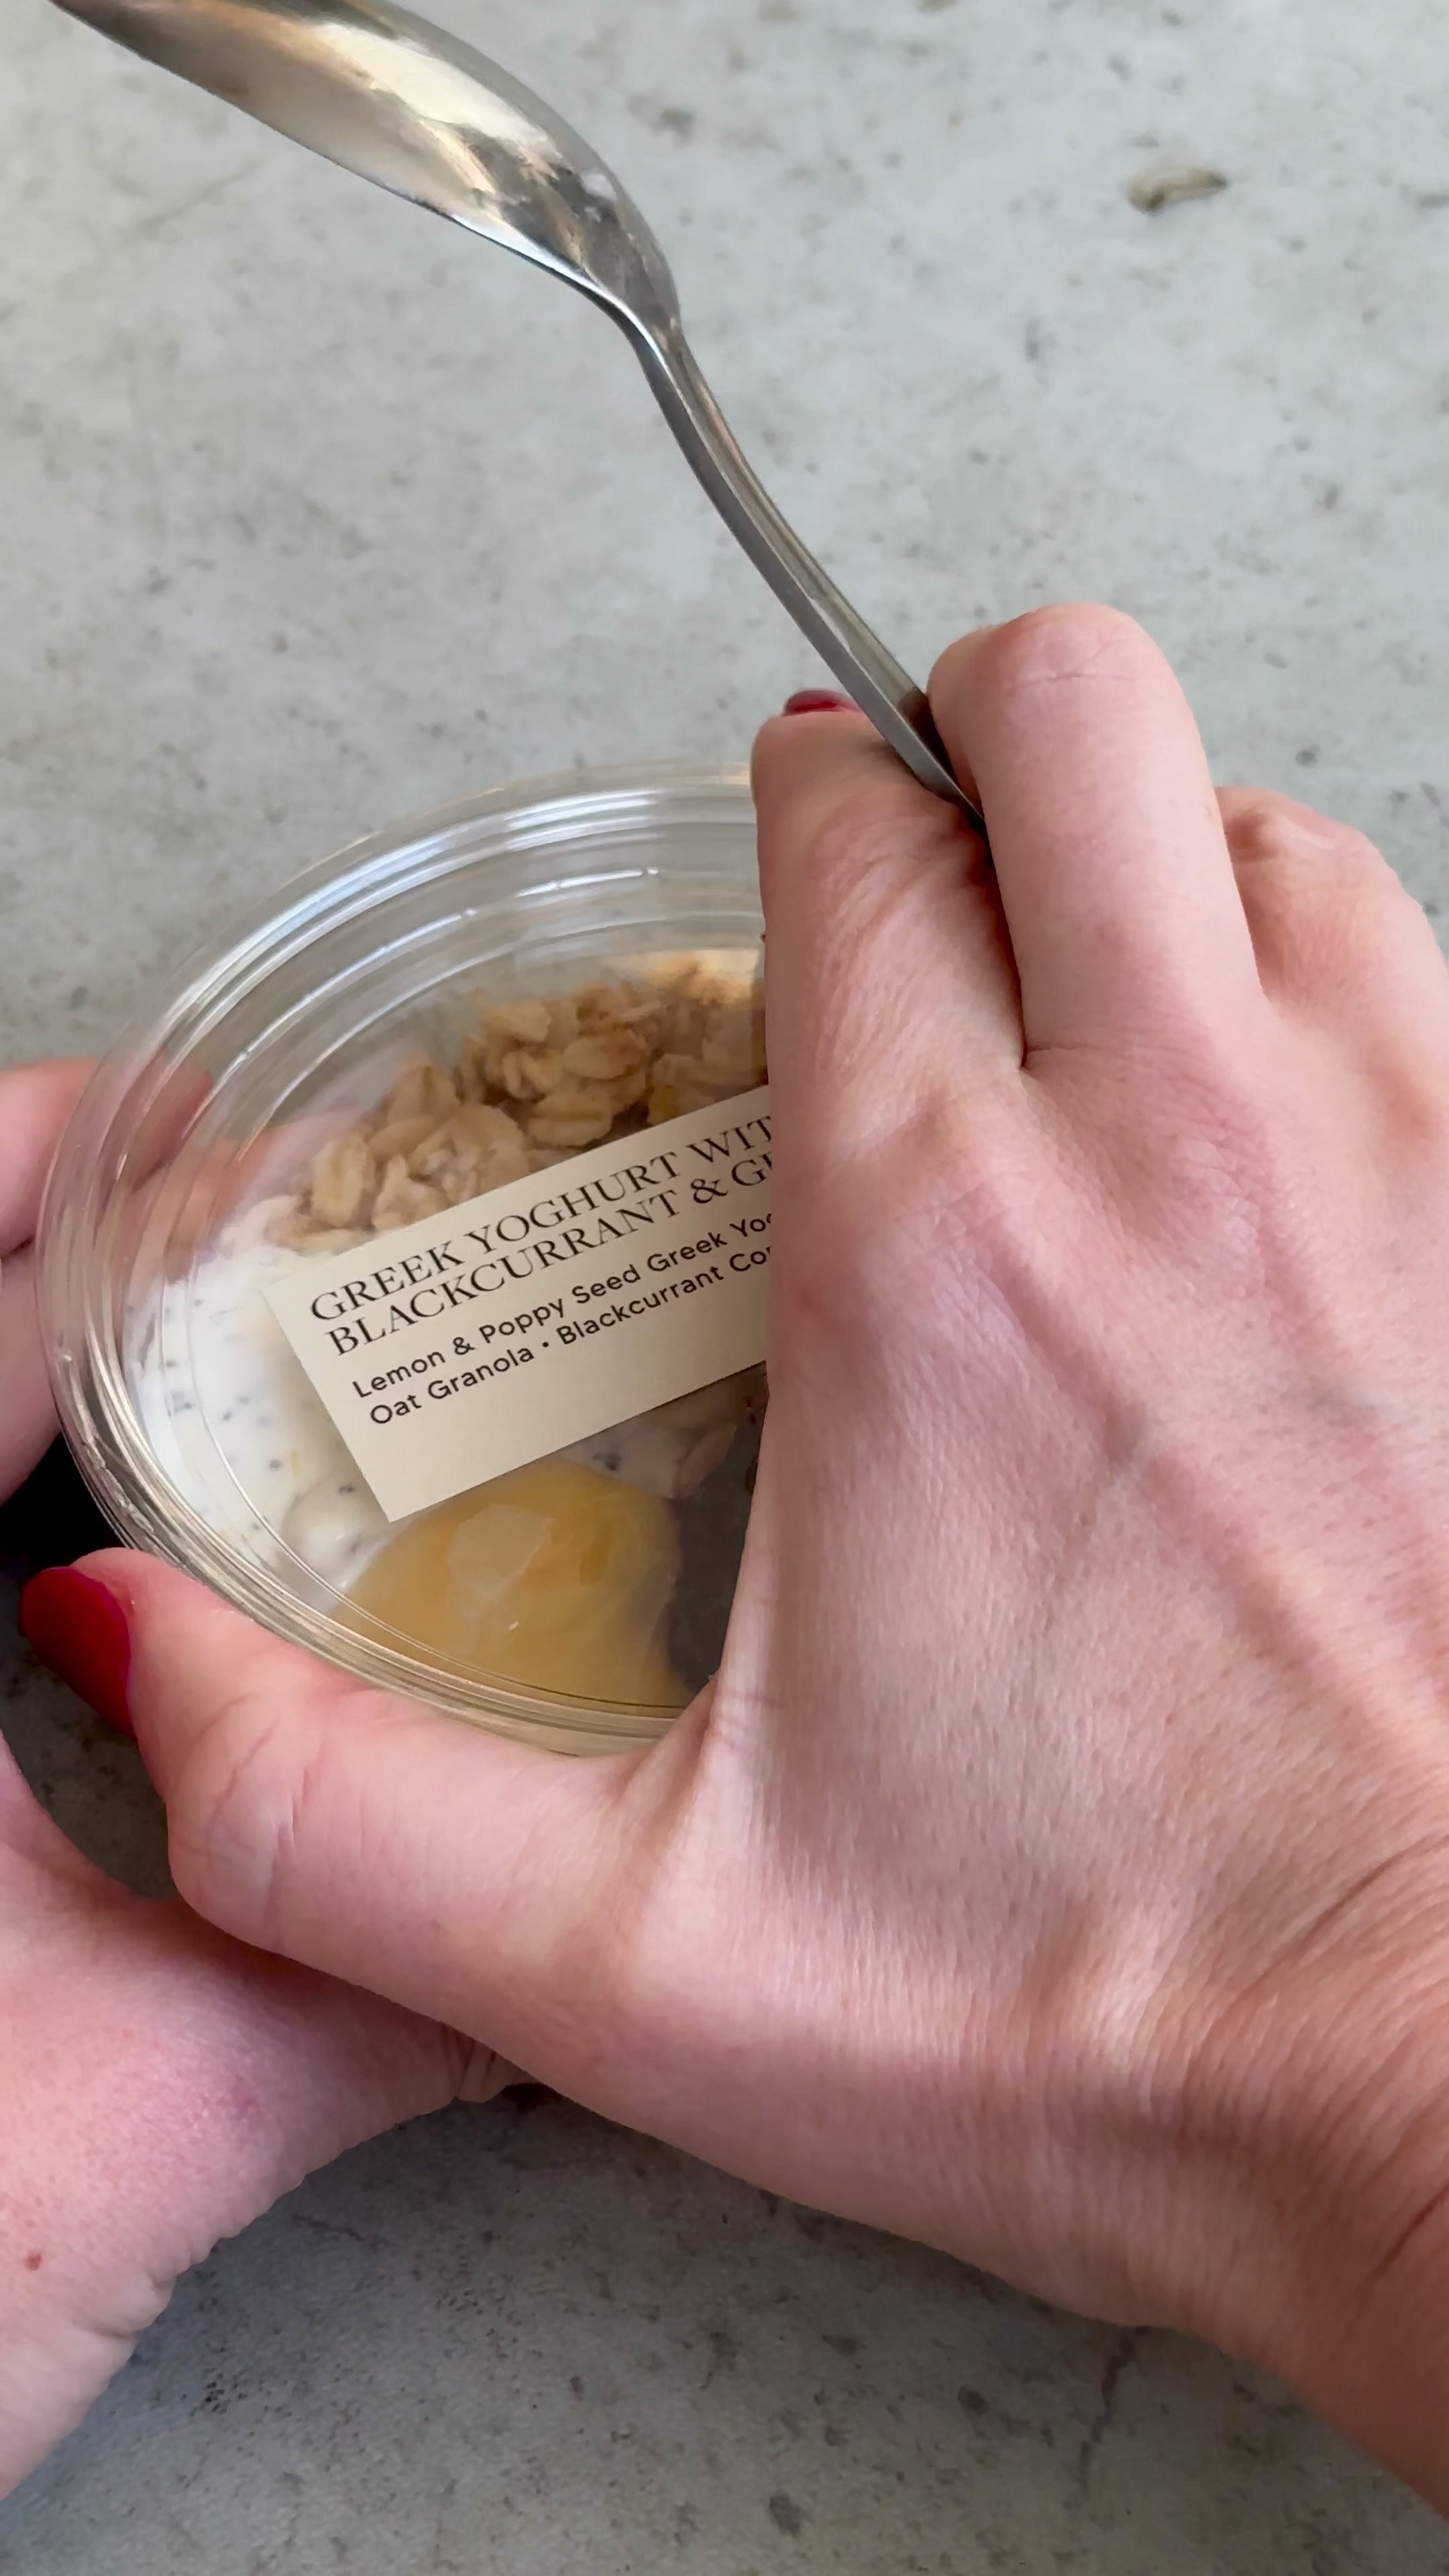 GREEK YOGHURT WIT
BLACKCURRANT & G
Lemon & Poppy Seed Greek Yo
Oat Granola • Blackcurrant Co